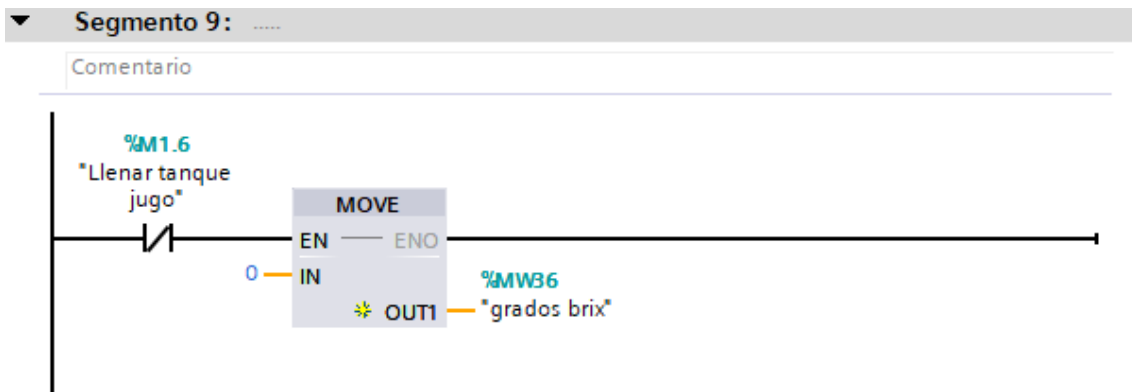 Segmento 9: .....
Comentario
%M1.6
"Llenar tanque
jugo"
MOVE
EN ENO
0 IN
%MW36
OUT1 "grados brix"